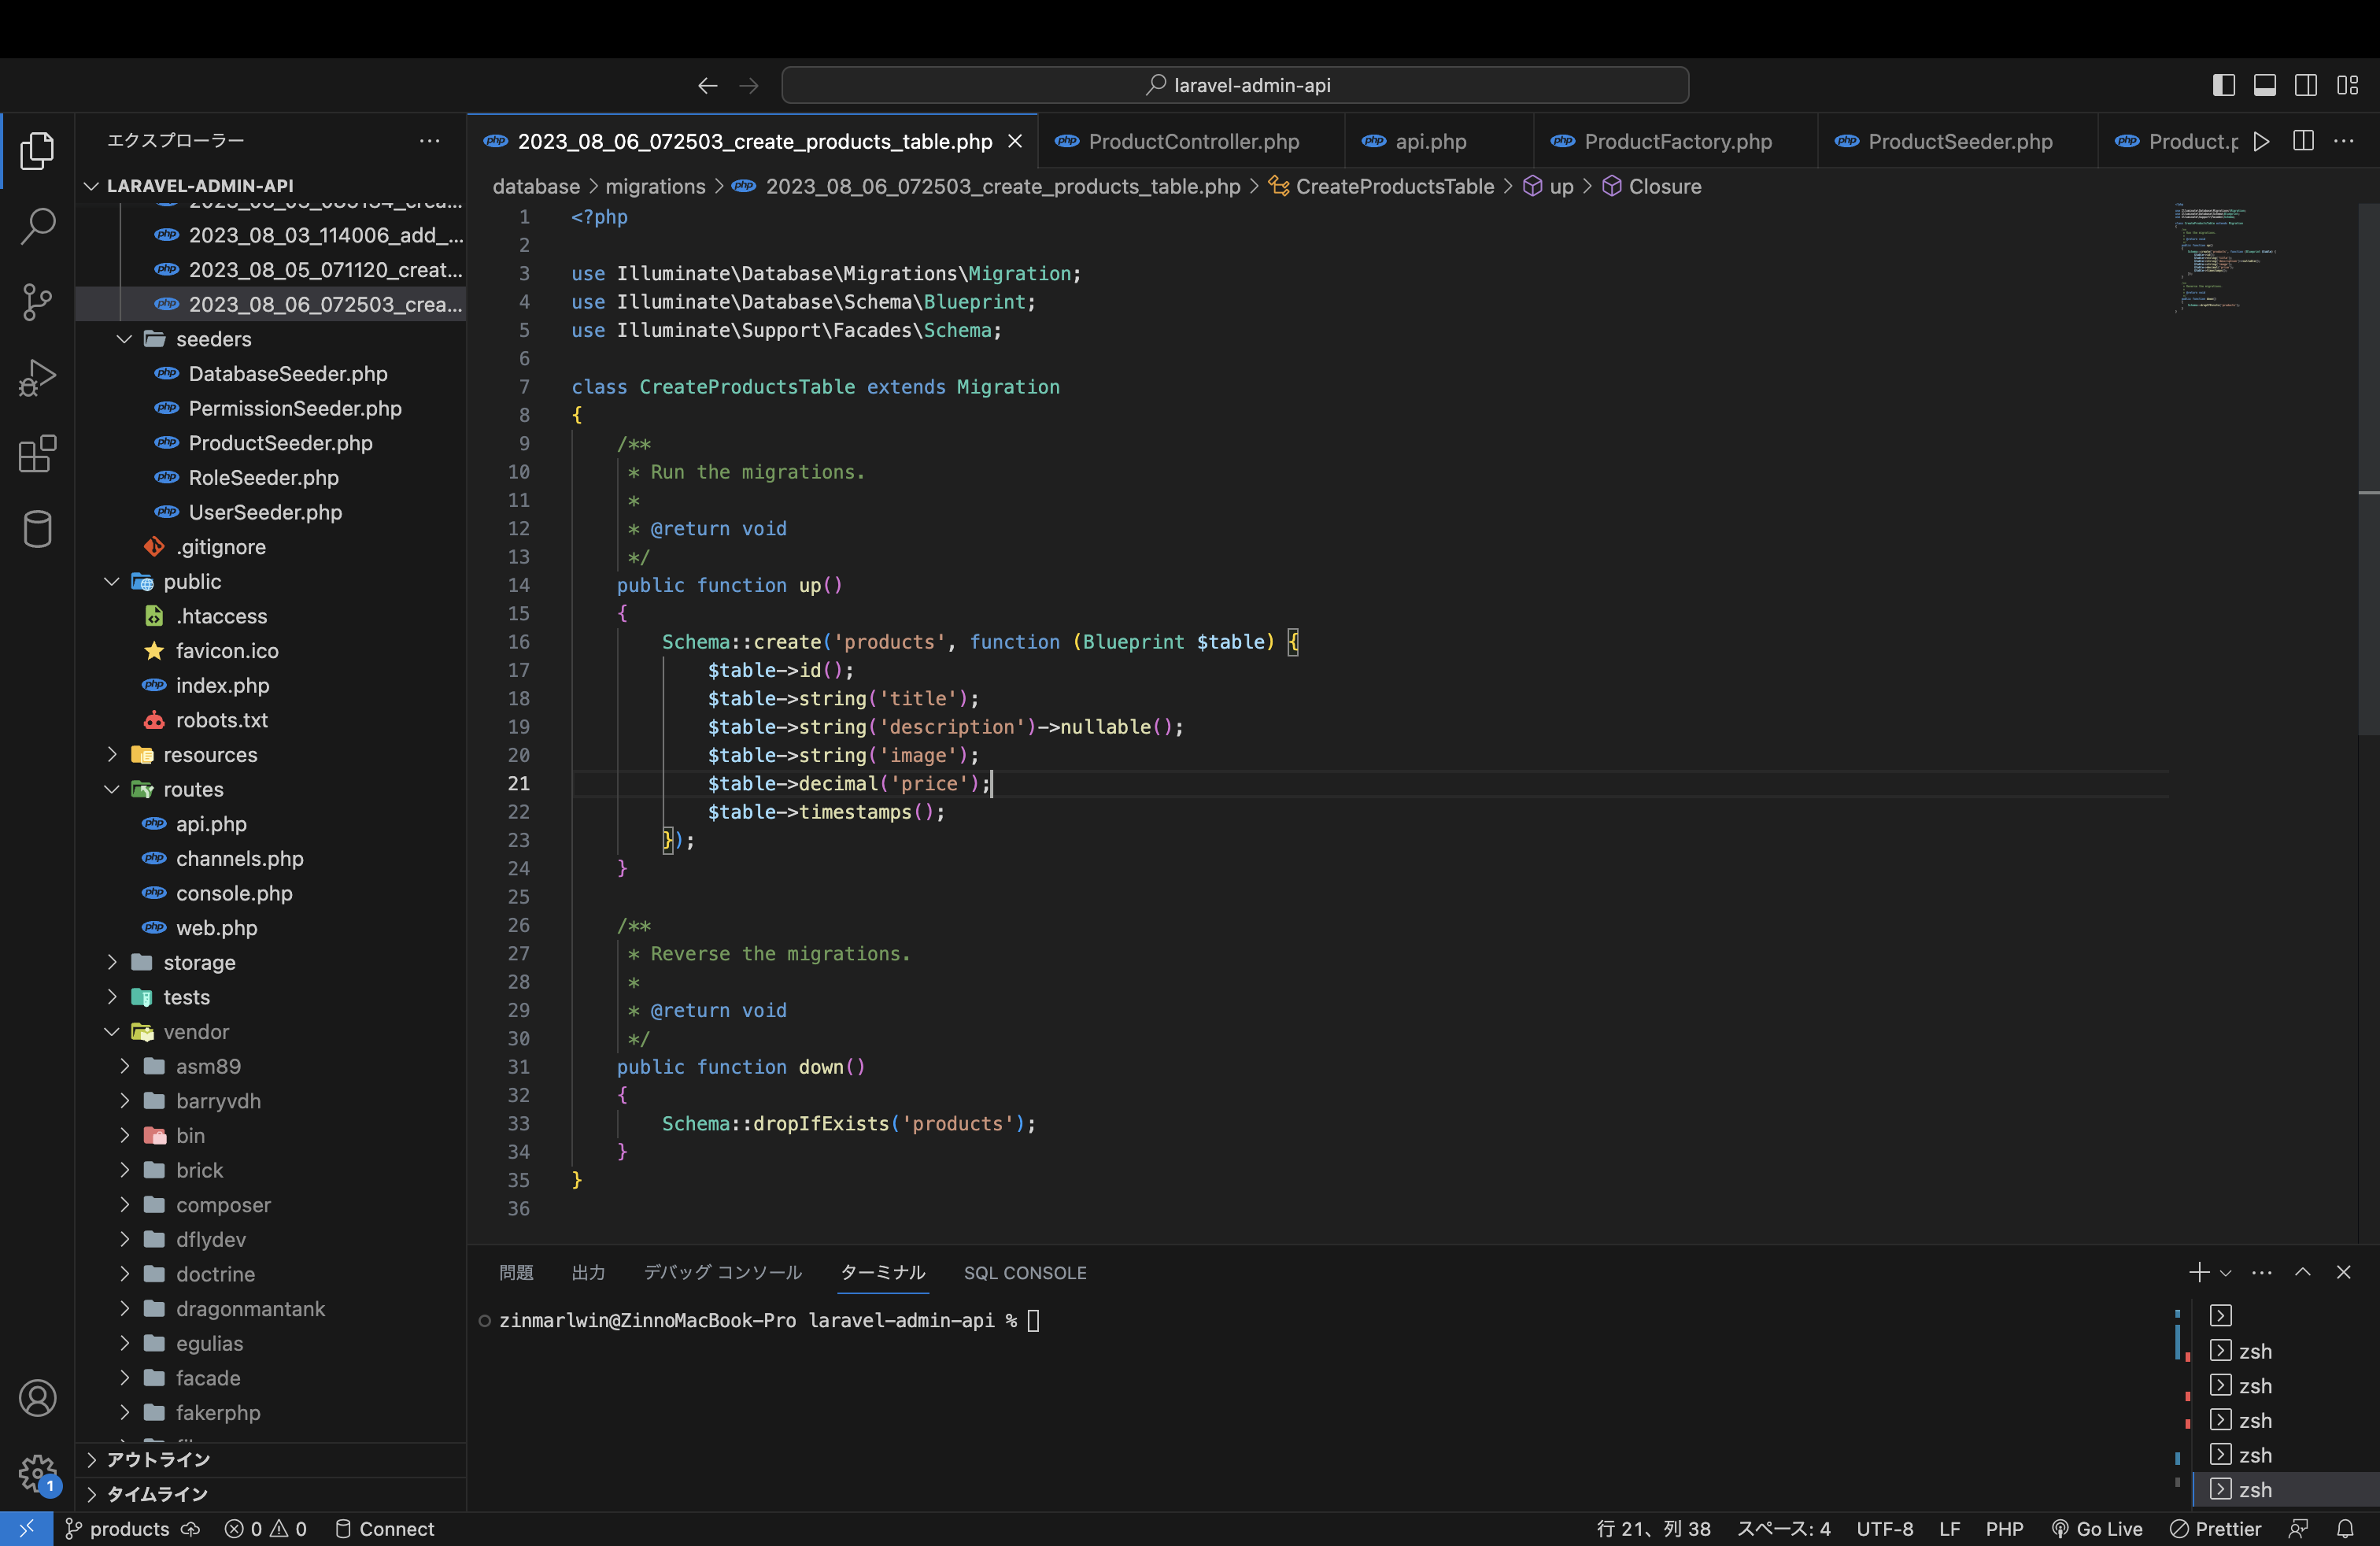 laravel-admin-api
エクスプローラー
2023_08_06_072503_create_products_table.php
ProductController.php
api.php
ProductFactory.php
ProductSeeder.php
Product.p
database > migrations > 2023_08_06_072503_create_products_table.php > CreateProductsTable > up > Closure
LARAVEL-ADMIN-API
2023_08_03_114006_add_...
2023_08_05_071120_creat...
2023_08_06_072503_crea...
seeders
DatabaseSeeder.php
PermissionSeeder.php
ProductSeeder.php
RoleSeeder.php
UserSeeder.php
.gitignore
public
.htaccess
favicon.ico
index.php
robots.txt
resources
routes
api.php
channels.php
console.php
web.php
storage
tests
vendor
asm89
barryvdh
bin
brick
composer
dflydev
doctrine
dragonmantank
egulias
facade
fakerphp
アウトライン
タイムライン
1 <?php
2
3 use Illuminate\Database\Migrations\Migration;
4 use Illuminate\Database\Schema\Blueprint;
5 use Illuminate\Support\Facades\Schema;
6
7 class CreateProductsTable extends Migration
8 {
9 /**
10 * Run the migrations.
11 *
12 * @return void
13 */
14 public function up()
15 {
16 Schema::create('products', function (Blueprint $table) {
17 $table->id();
18 $table->string('title');
19 $table->string('description')->nullable();
20 $table->string('image');
21 $table->decimal('price');
22 $table->timestamps();
23 });
24 }
25
26 /**
27 * Reverse the migrations.
28 *
29 * @return void
30 */
31 public function down()
32 {
33 Schema::dropIfExists('products');
34 }
35 }
36
問題 出力 デバッグ コンソール ターミナル SQL CONSOLE
zinmarlwin@ZinnoMacBook-Pro laravel-admin-api %
zsh
zsh
zsh
zsh
zsh
1
products 0 0 Connect 行 21、列 38 スペース: 4 UTF-8 LF PHP Go Live Prettier